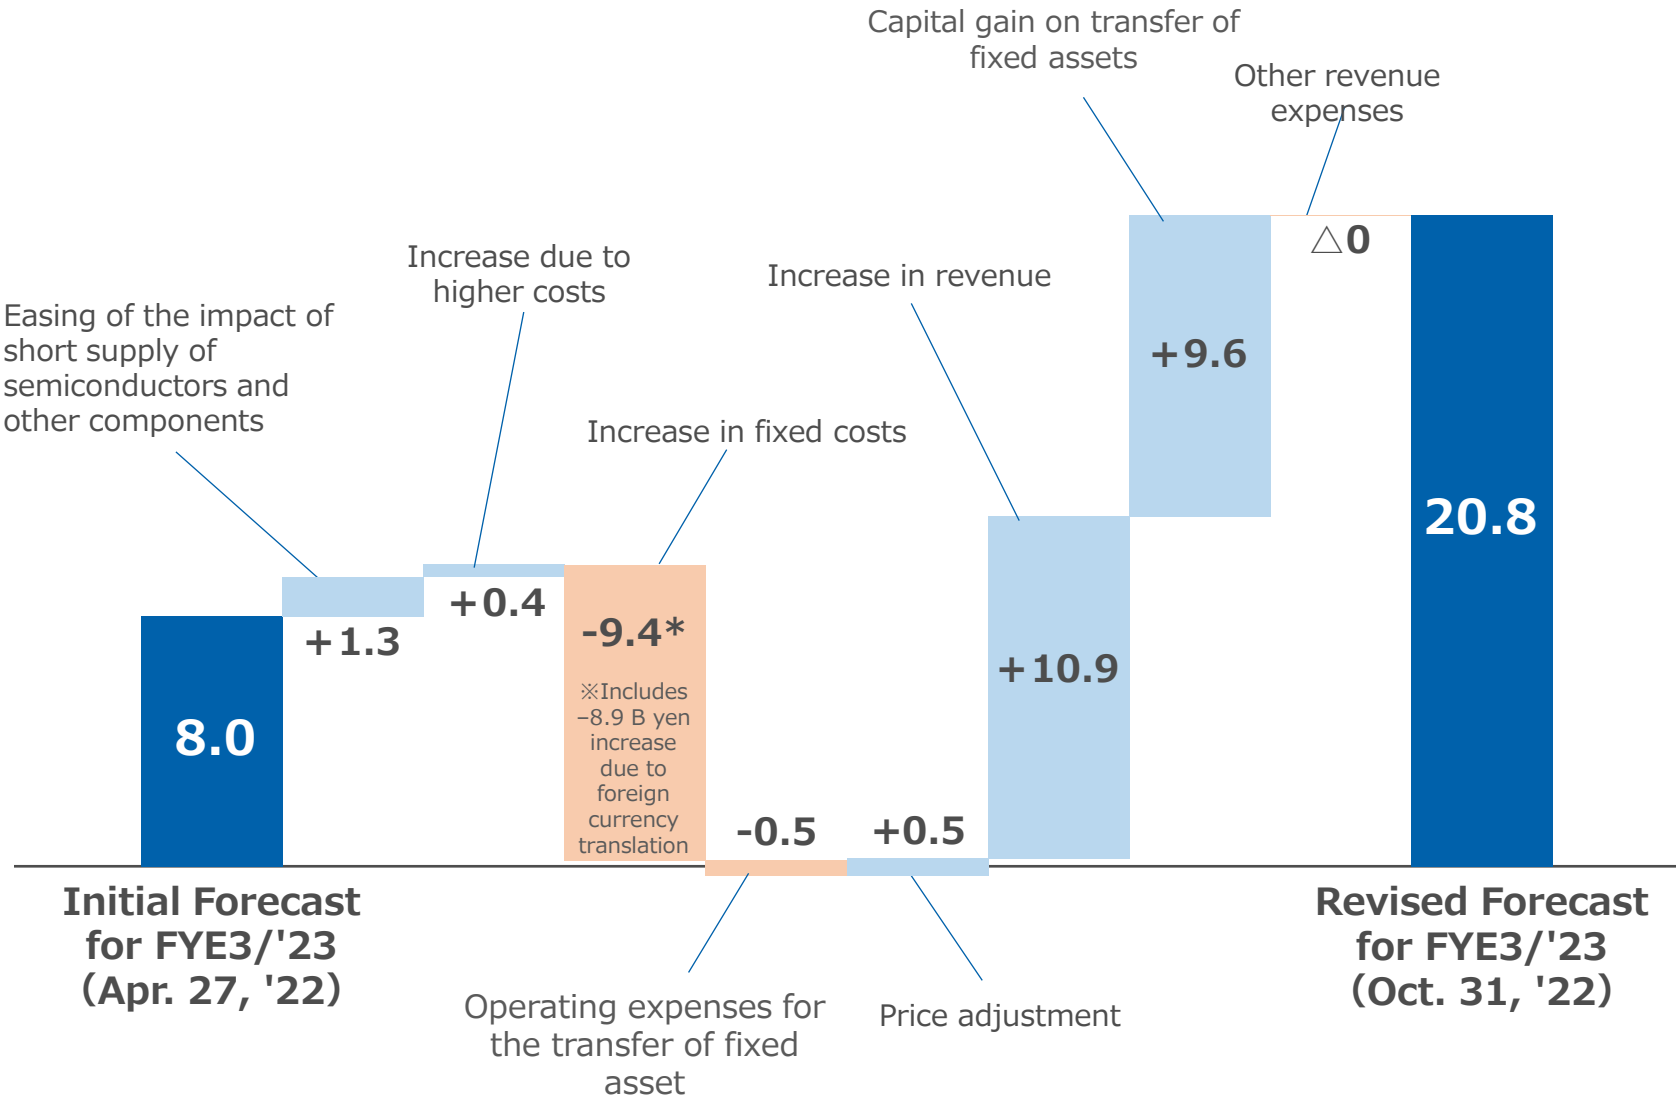 Capital gain on transfer of
fixed assets
Other revenue
expenses
△0
Increase due to
higher costs
Increase in revenue
Easing of the impact of
short supply of
semiconductors and
other components
+9.6
Increase in fixed costs
20.8
+0.4
+1.3
-9.4*
+10.9
※Includes
–8.9 B yen
increase
due to
foreign
currency
translation
8.0
-0.5
+0.5
Initial Forecast
for FYE3/'23
(Apr. 27, '22)
Revised Forecast
for FYE3/'23
(Oct. 31, '22)
Operating expenses for
the transfer of fixed
asset
Price adjustment